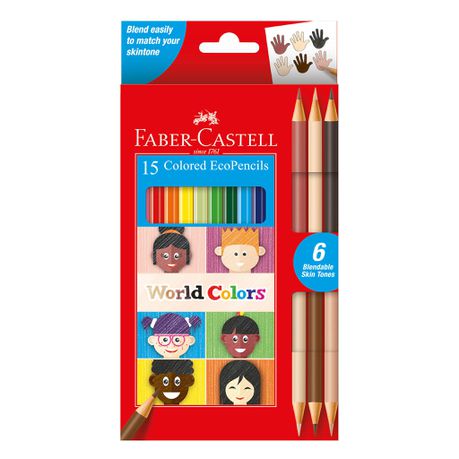 Blend easily
to match your
skintone
FABER-CASTELL
since 1761
15 Colored EcoPencils
World Colors
6
Blendable
Skin Tones